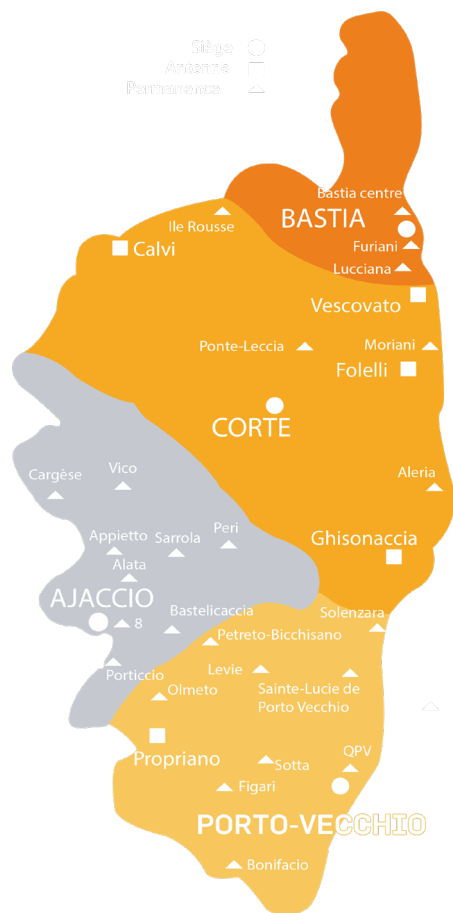 Siège
Antenne
Permanence
Bastia centre
BASTIA
Ile Rousse
Furiani
Calvi
Lucciana
Vescovato
Ponte-Leccia
Moriani
Folelli
CORTE
Vico
Cargèse
Aleria
Peri
Appietto
Sarrola
Ghisonaccia
Alata
AJACCIO
Bastelicaccia
Solenzara
8
Petreto-Bicchisano
Levie
Porticcio
Olmeto
Sainte-Lucie de
Porto Vecchio
QPV
Propriano
Sotta
Figari
PORTO-VECCHIO
Bonifacio